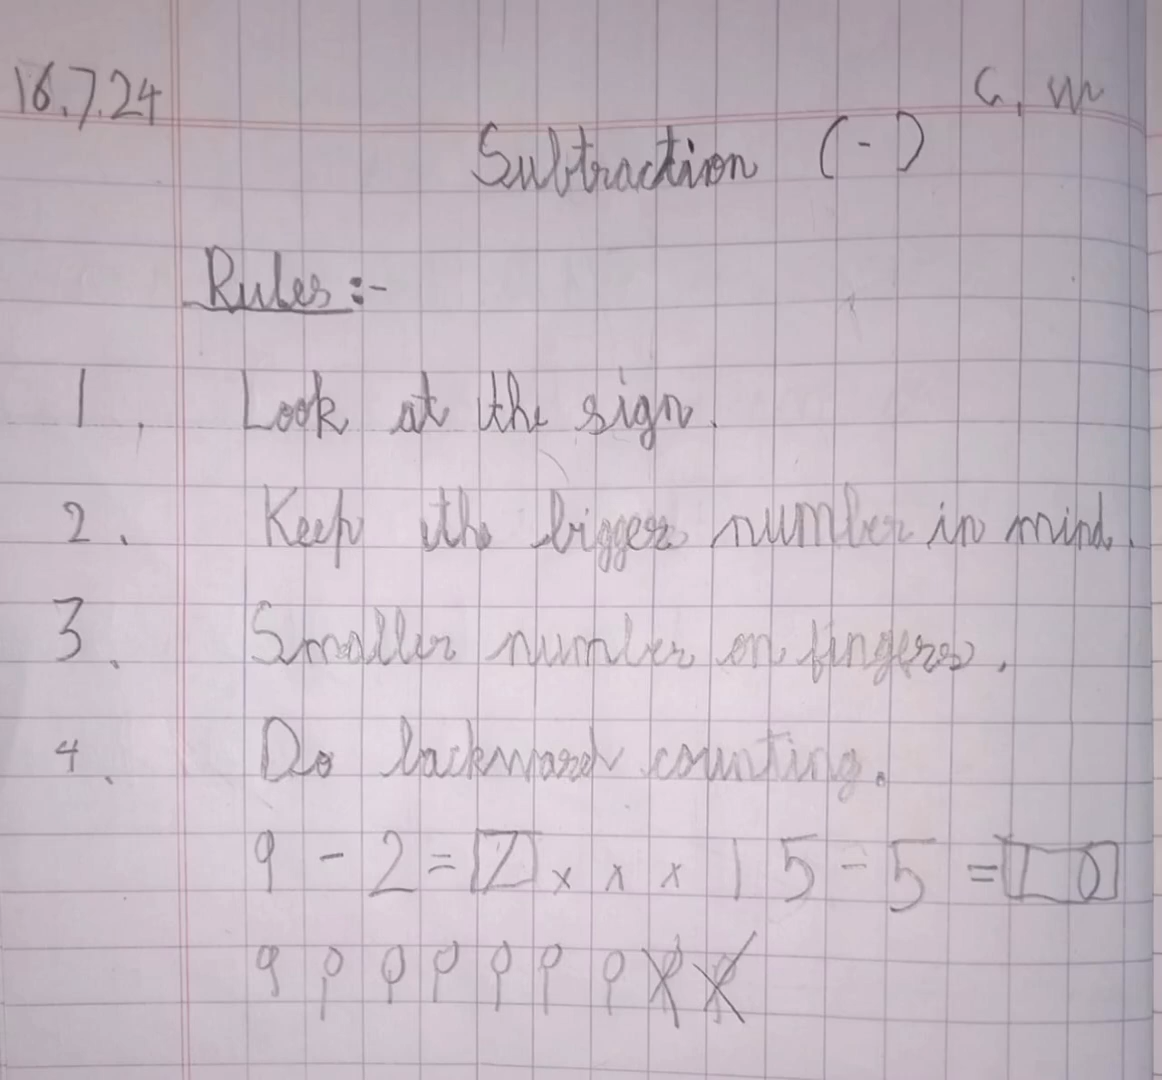 16.7.24
C, W
Subtraction (-)
Rules :-
1. Look at the sign.
2. Keep the bigger number in mind.
3. Smaller number on fingers.
4. Do backward counting.
9 - 2 = 7 x x x 15 - 5 = 10